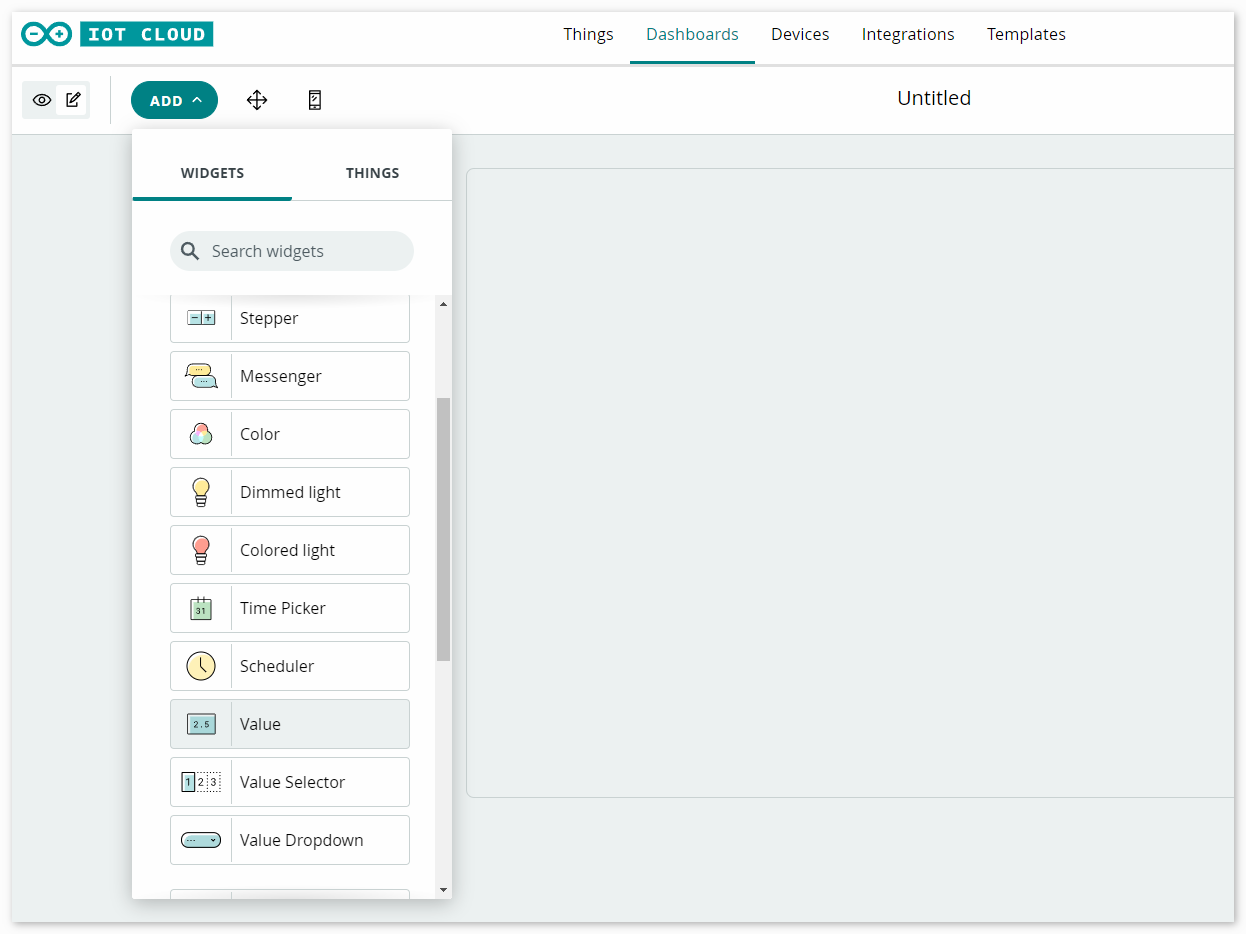 IOT CLOUD
Things Dashboards Devices Integrations Templates
ADD
Untitled
WIDGETS THINGS
Search widgets
Stepper
Messenger
Color
Dimmed light
Colored light
31 Time Picker
Scheduler
2.5 Value
1 2 3 Value Selector
Value Dropdown